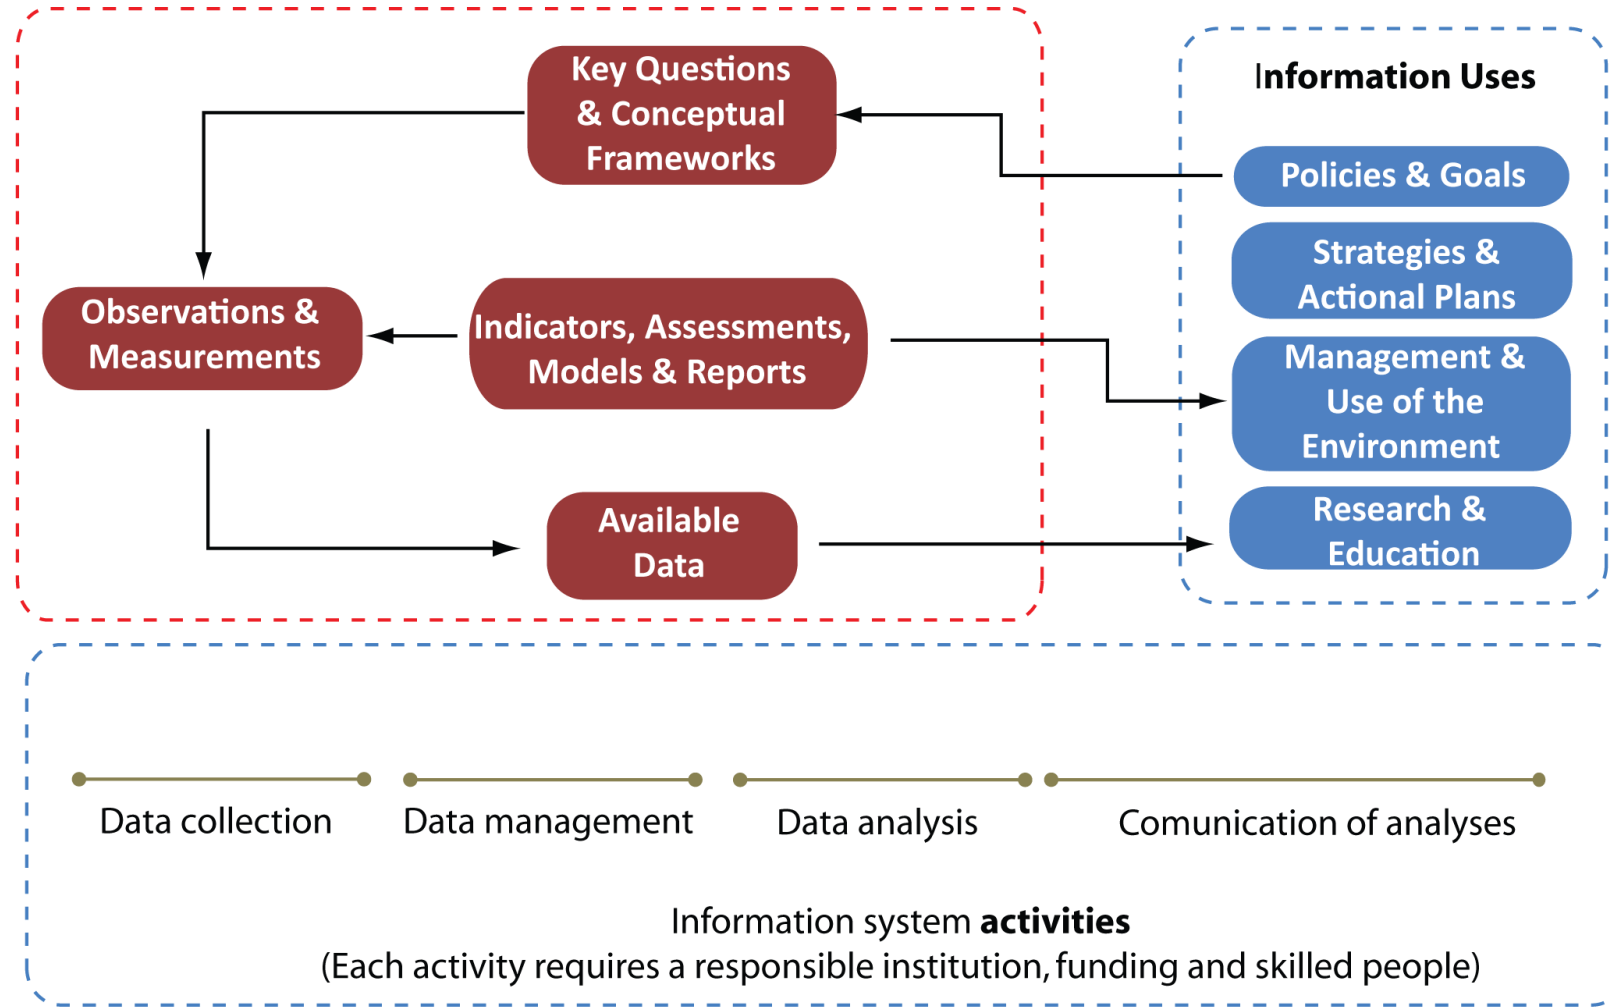 Key Questions
& Conceptual
Frameworks
Observations &
Measurements
Indicators, Assessments,
Models & Reports
Available
Data
Information Uses
Policies & Goals
Strategies &
Actional Plans
Management &
Use of the
Environment
Research &
Education
Data collection
Data management
Data analysis
Comunication of analyses
Information system activities
(Each activity requires a responsible institution, funding and skilled people)